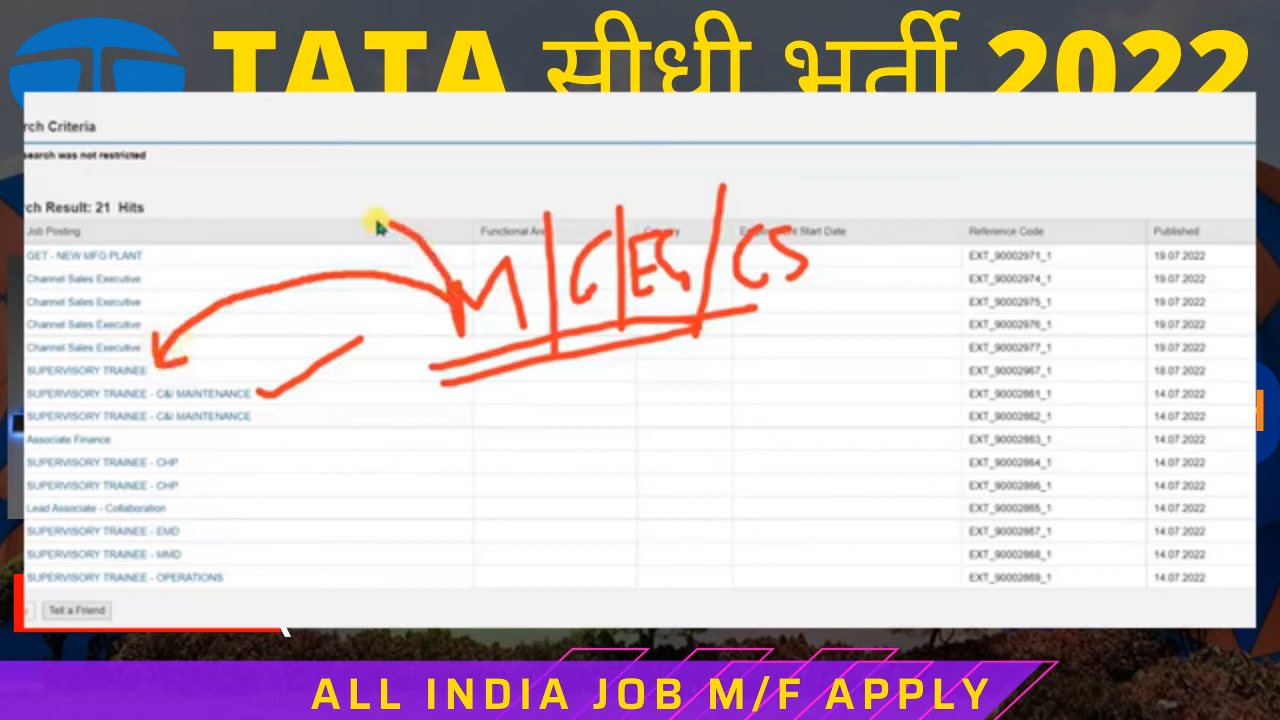 TATA सीधी भर्ती 2022
rch Criteria
search was not restricted
ch Result: 21 Hits
Job Posting Functional Are Employment Start Date Reference Code Published
GET - NEW MFG PLANT EXT_90002971_1 19.07.2022
Channel Sales Executive EXT_90002974_1 19.07.2022
Channel Sales Executive EXT_90002975_1 19.07.2022
Channel Sales Executive EXT_90002976_1 19.07.2022
Channel Sales Executive EXT_90002977_1 19.07.2022
SUPERVISORY TRAINEE EXT_90002967_1 18.07.2022
SUPERVISORY TRAINEE - C&I MAINTENANCE EXT_90002861_1 14.07.2022
SUPERVISORY TRAINEE - C&I MAINTENANCE EXT_90002862_1 14.07.2022
Associate Finance EXT_90002863_1 14.07.2022
SUPERVISORY TRAINEE - CHP EXT_90002864_1 14.07.2022
SUPERVISORY TRAINEE - CHP EXT_90002866_1 14.07.2022
Lead Associate - Collaboration EXT_90002865_1 14.07.2022
SUPERVISORY TRAINEE - EMD EXT_90002867_1 14.07.2022
SUPERVISORY TRAINEE - MMD EXT_90002868_1 14.07.2022
SUPERVISORY TRAINEE - OPERATIONS EXT_90002869_1 14.07.2022
M C CS
Tell a Friend
ALL INDIA JOB M/F APPLY